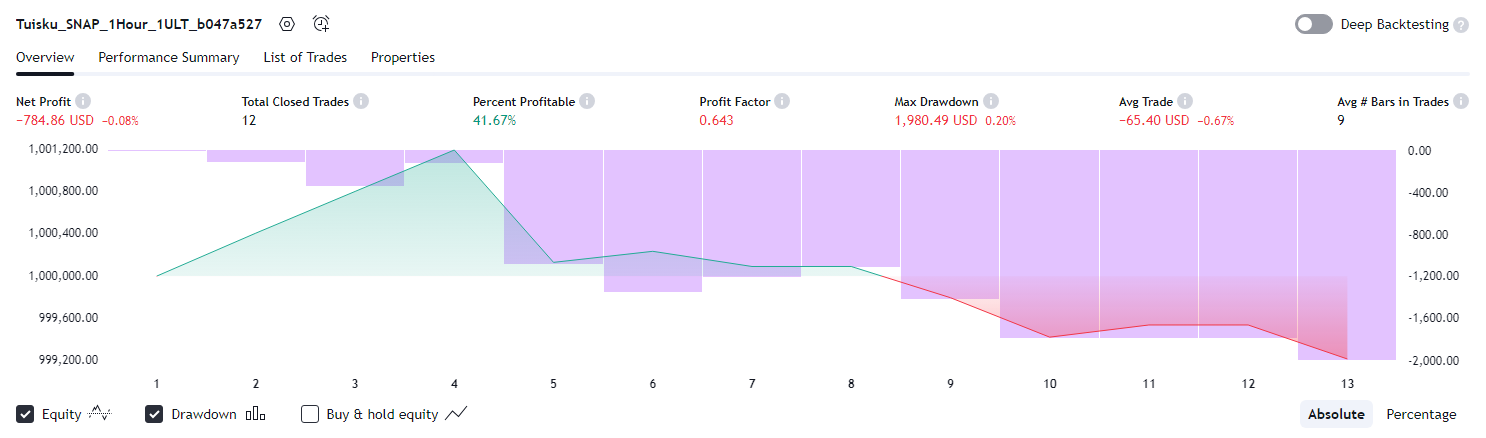 Tuisku_SNAP_1Hour_1ULT_b047a527 Deep Backtesting ?
Overview Performance Summary List of Trades Properties
Net Profit Total Closed Trades Percent Profitable Profit Factor Max Drawdown Avg Trade Avg # Bars in Trades
−784.86 USD −0.08% 12 41.67% 0.643 1,980.49 USD 0.20% −65.40 USD −0.67% 9
1,001,200.00 0.00
1,000,800.00 -400.00
1,000,400.00 -800.00
1,000,000.00 -1,200.00
999,600.00 -1,600.00
999,200.00 -2,000.00
1 2 3 4 5 6 7 8 9 10 11 12 13
Equity Drawdown Buy & hold equity Absolute Percentage